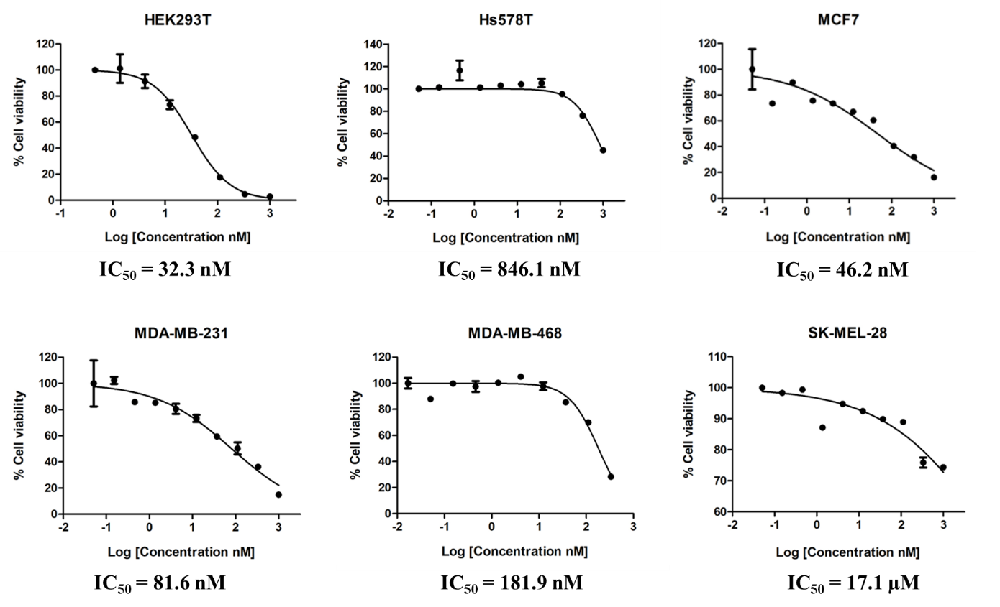 HEK293T
120
100
80
60
40
20
0
-1 0 1 2 3
% Cell viability
Log [Concentration nM]
IC50 = 32.3 nM
Hs578T
140
120
100
80
60
40
20
0
-2 -1 0 1 2 3
% Cell viability
Log [Concentration nM]
IC50 = 846.1 nM
MCF7
120
100
80
60
40
20
0
-2 -1 0 1 2 3
% Cell viability
Log [Concentration nM]
IC50 = 46.2 nM
MDA-MB-231
120
100
80
60
40
20
0
-2 -1 0 1 2 3
% Cell viability
Log [Concentration nM]
IC50 = 81.6 nM
MDA-MB-468
120
100
80
60
40
20
0
-2 -1 0 1 2 3
% Cell viability
Log [Concentration nM]
IC50 = 181.9 nM
SK-MEL-28
110
100
90
80
70
60
-2 -1 0 1 2 3
% Cell viability
Log [Concentration nM]
IC50 = 17.1 µM